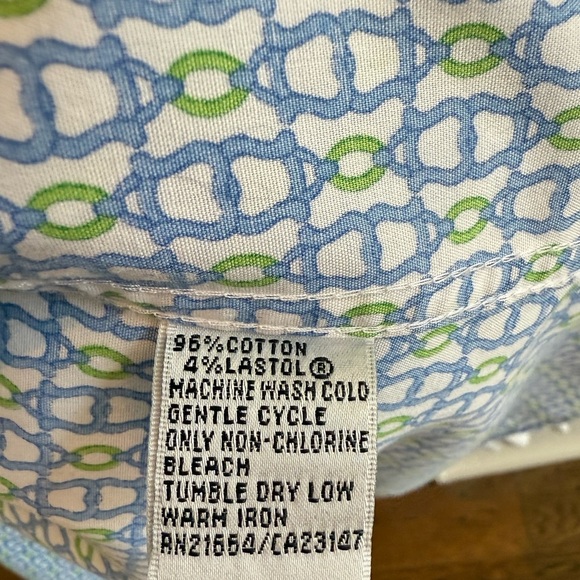 96%COTTON
4%LASTOL®
MACHINE WASH COLD
GENTLE CYCLE
ONLY NON-CHLORINE
BLEACH
TUMBLE DRY LOW
WARM IRON
RN21664/CA23147